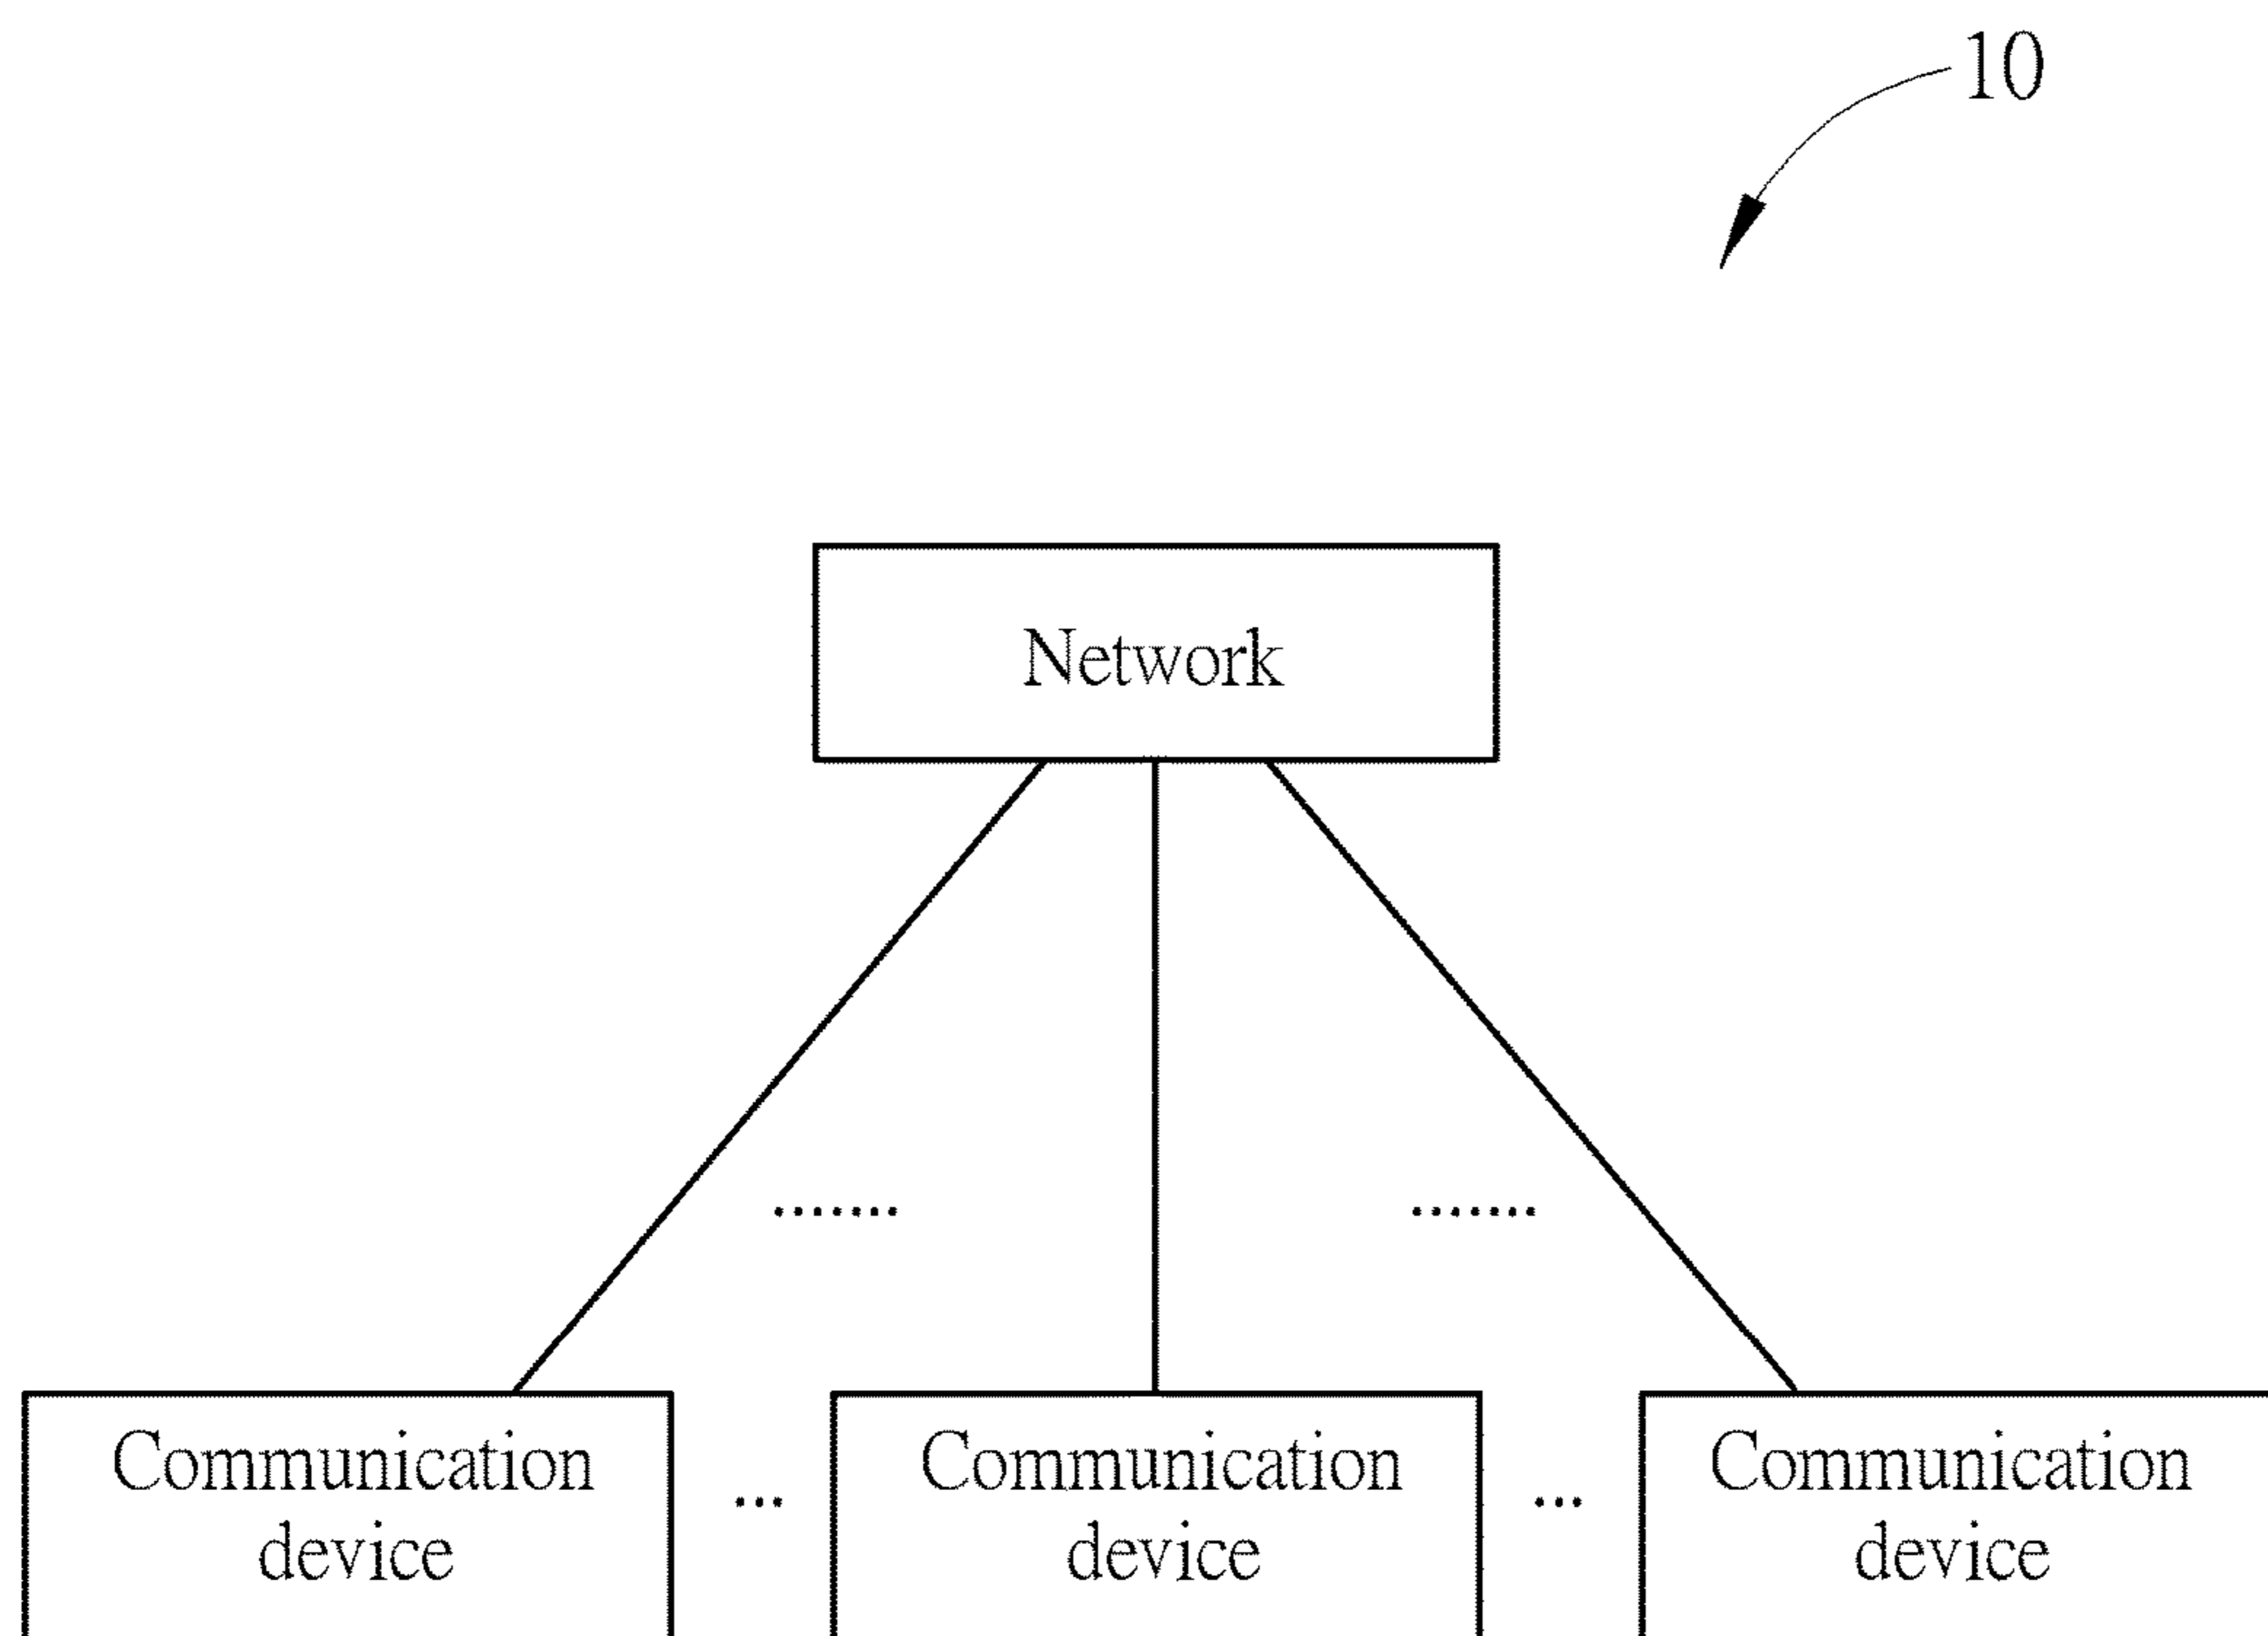 10
Network
.......
.......
Communication
device
...
Communication
device
...
Communication
device